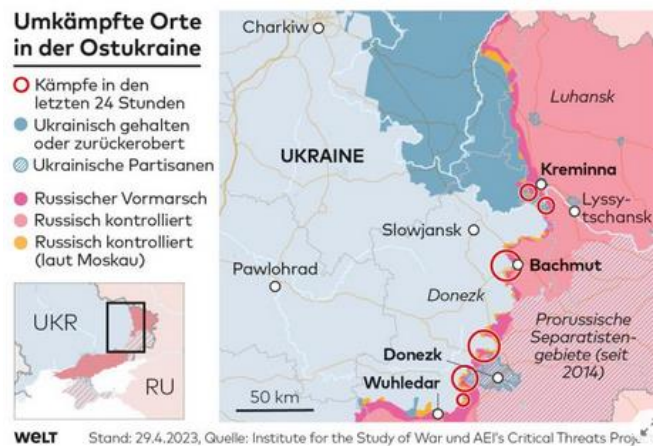 Umkämpfte Orte
in der Ostukraine
Kämpfe in den
letzten 24 Stunden
Ukrainisch gehalten
oder zurückerobert
Ukrainische Partisanen
Russischer Vormarsch
Russisch kontrolliert
Russisch kontrolliert
(laut Moskau)
UKR
RU
Charkiw
Luhansk
UKRAINE
Kreminna
Lyssy-
tschansk
Slowjansk
Pawlohrad
Bachmut
Donezk
Prorussische
Separatisten-
gebiete (seit
2014)
Donezk
Wuhledar
50 km
WELT Stand: 29.4.2023, Quelle: Institute for the Study of War und AEI's Critical Threats